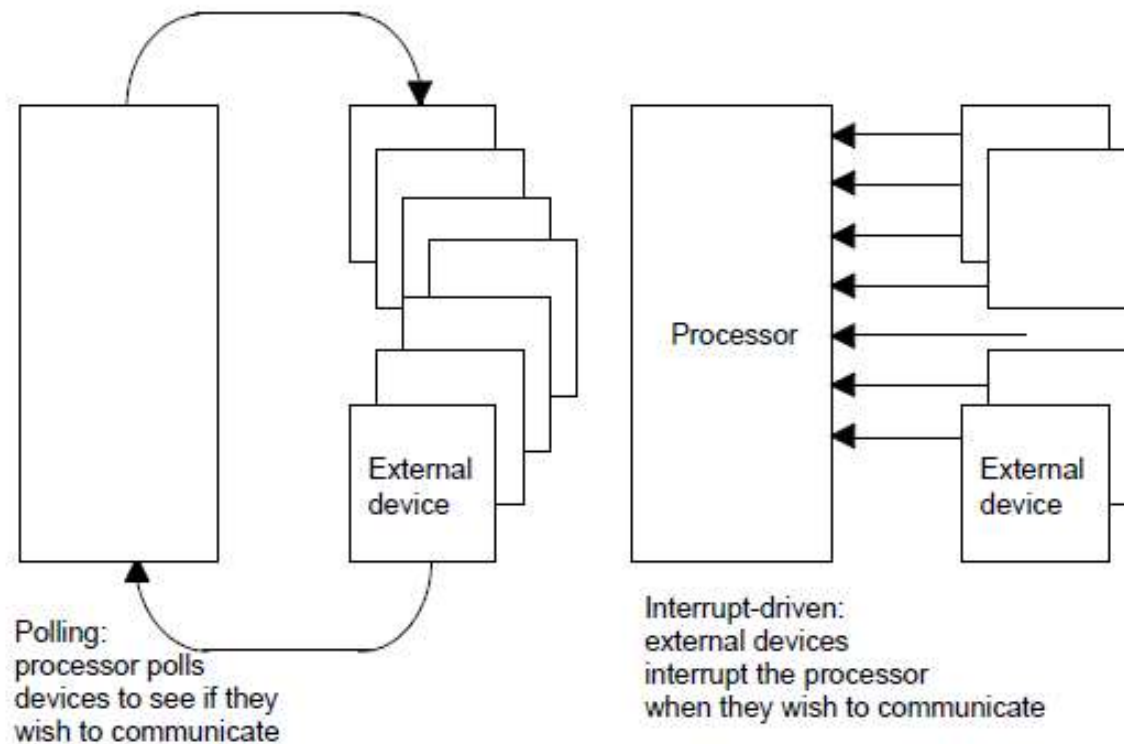 Processor
External
device
External
device
Polling:
processor polls
devices to see if they
wish to communicate
Interrupt-driven:
external devices
interrupt the processor
when they wish to communicate